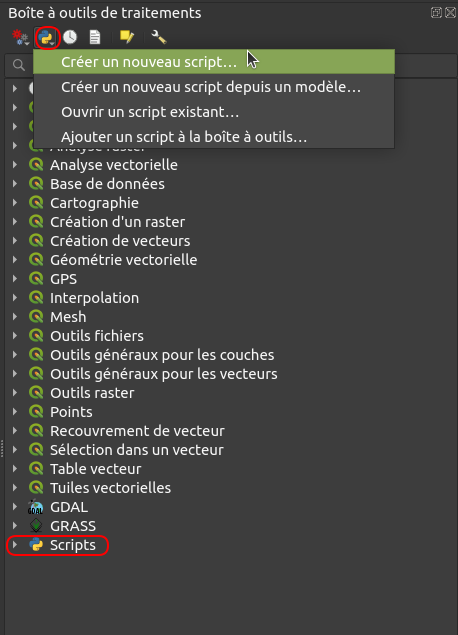 Boîte à outils de traitements
Créer un nouveau script…
Créer un nouveau script depuis un modèle…
Ouvrir un script existant…
Ajouter un script à la boîte à outils…
Analyse raster
Analyse vectorielle
Base de données
Cartographie
Création d'un raster
Création de vecteurs
Géométrie vectorielle
GPS
Interpolation
Mesh
Outils fichiers
Outils généraux pour les couches
Outils généraux pour les vecteurs
Outils raster
Points
Recouvrement de vecteur
Sélection dans un vecteur
Table vecteur
Tuiles vectorielles
GDAL
GRASS
Scripts